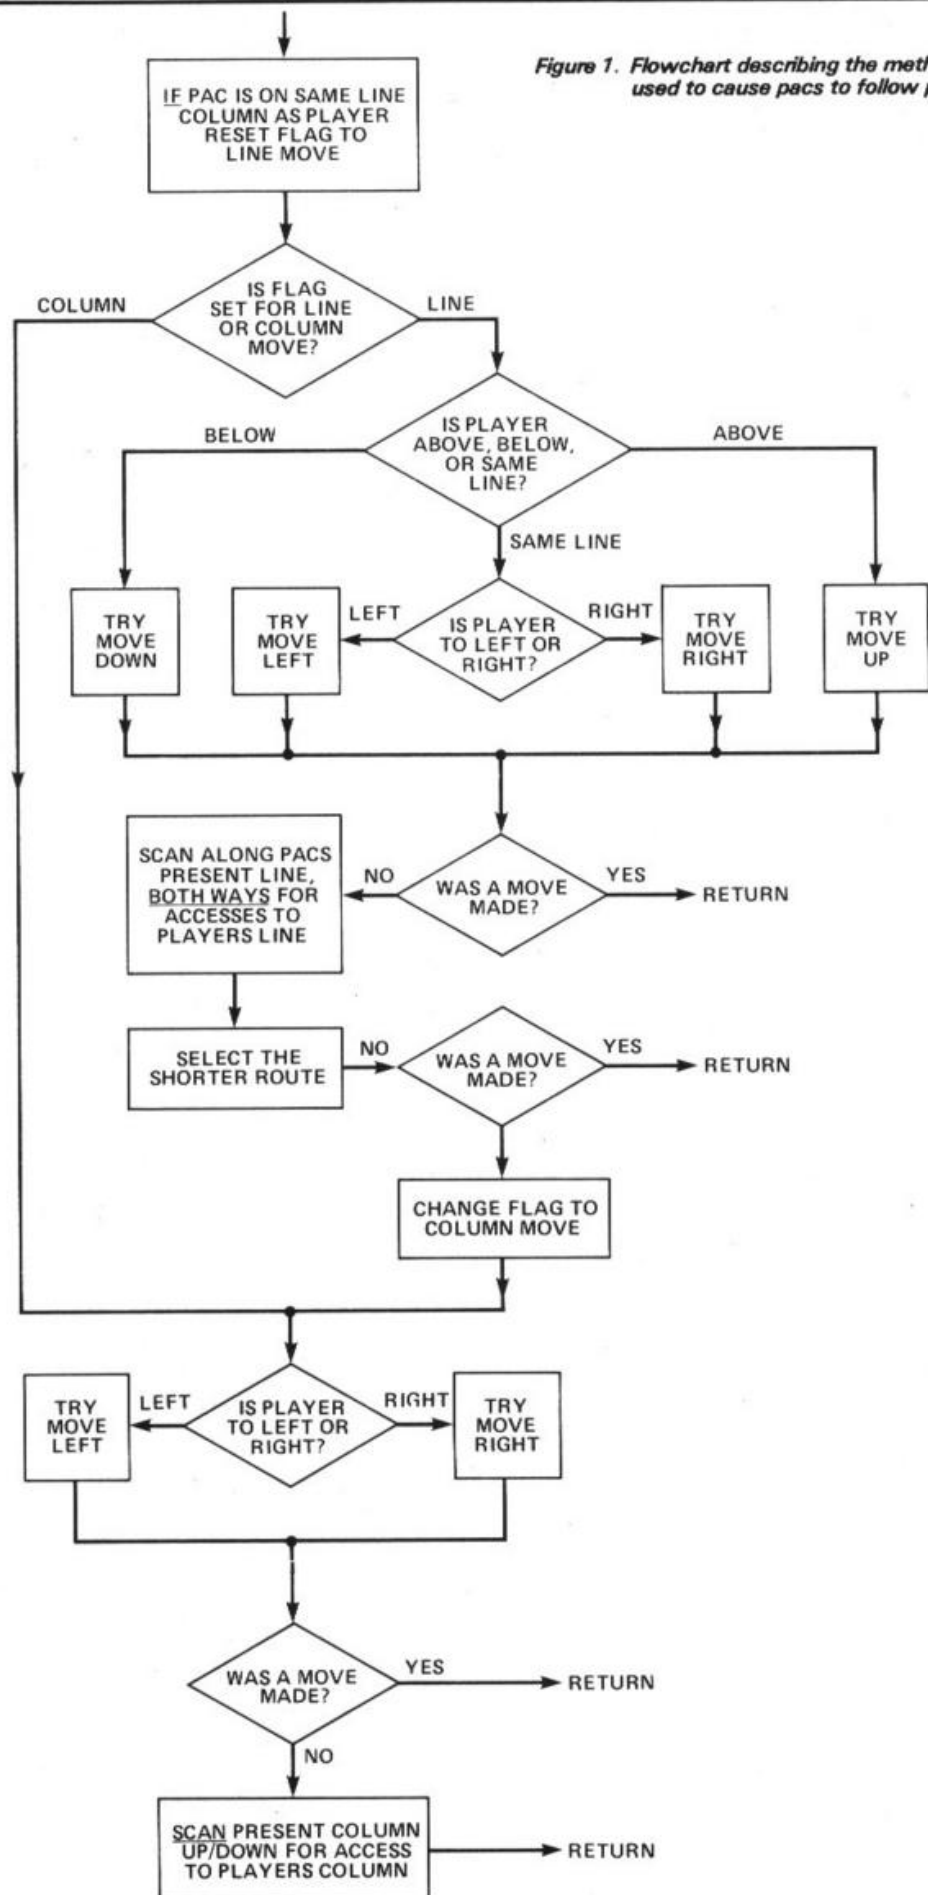 Figure 1. Flowchart describing the meth
used to cause pacs to follow p
IF PAC IS ON SAME LINE
COLUMN AS PLAYER
RESET FLAG TO
LINE MOVE
IS FLAG
SET FOR LINE
OR COLUMN
MOVE?
COLUMN
LINE
IS PLAYER
ABOVE, BELOW,
OR SAME
LINE?
BELOW
ABOVE
SAME LINE
TRY
MOVE
DOWN
TRY
MOVE
LEFT
LEFT
IS PLAYER
TO LEFT OR
RIGHT?
RIGHT
TRY
MOVE
RIGHT
TRY
MOVE
UP
SCAN ALONG PACS
PRESENT LINE,
BOTH WAYS FOR
ACCESSES TO
PLAYERS LINE
NO
WAS A MOVE
MADE?
YES
RETURN
SELECT THE
SHORTER ROUTE
NO
WAS A MOVE
MADE?
YES
RETURN
CHANGE FLAG TO
COLUMN MOVE
TRY
MOVE
LEFT
LEFT
IS PLAYER
TO LEFT OR
RIGHT?
RIGHT
TRY
MOVE
RIGHT
WAS A MOVE
MADE?
YES
RETURN
NO
SCAN PRESENT COLUMN
UP/DOWN FOR ACCESS
TO PLAYERS COLUMN
RETURN